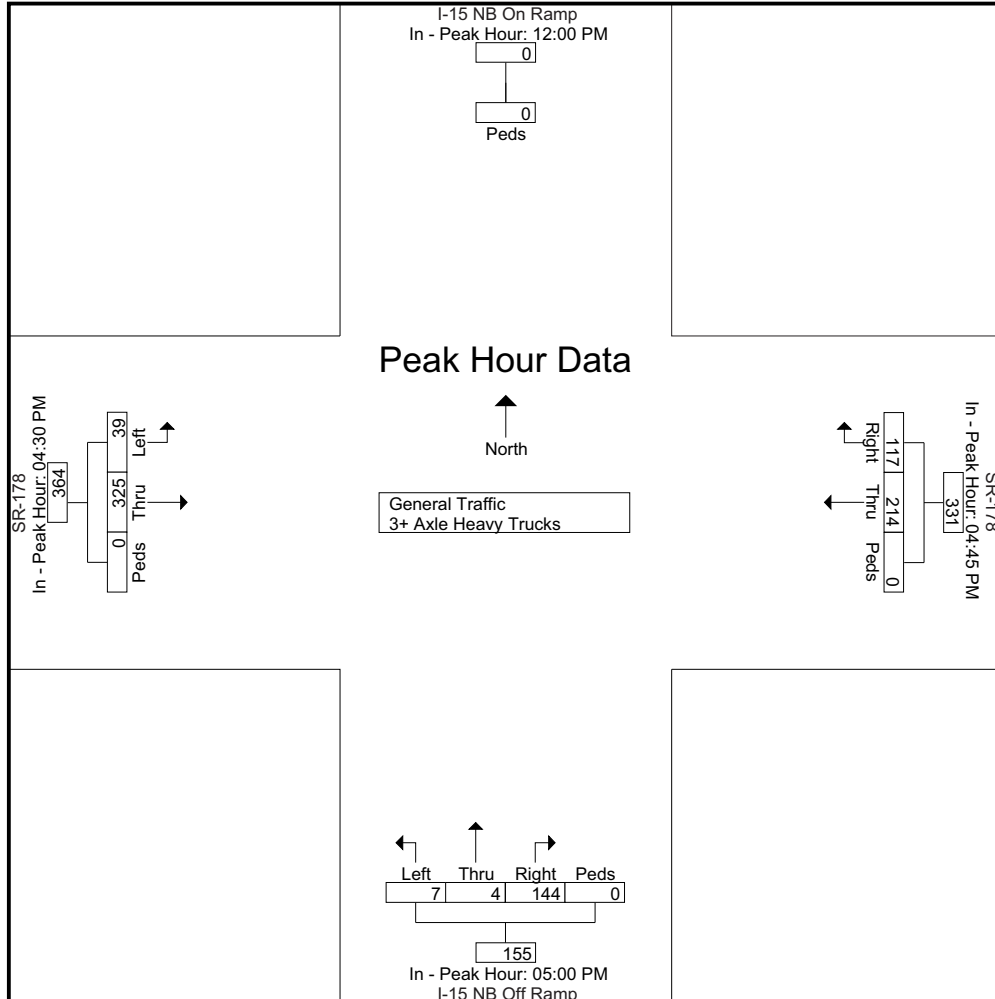 I-15 NB On Ramp
In - Peak Hour: 12:00 PM
0
0
Peds
Peak Hour Data
North
General Traffic
3+ Axle Heavy Trucks
SR-178
In - Peak Hour: 04:30 PM
364
39 325 0
Left Thru Peds
SR-178
In - Peak Hour: 04:45 PM
331
117 214 0
Right Thru Peds
Left Thru Right Peds
7 4 144 0
155
In - Peak Hour: 05:00 PM
I-15 NB Off Ramp